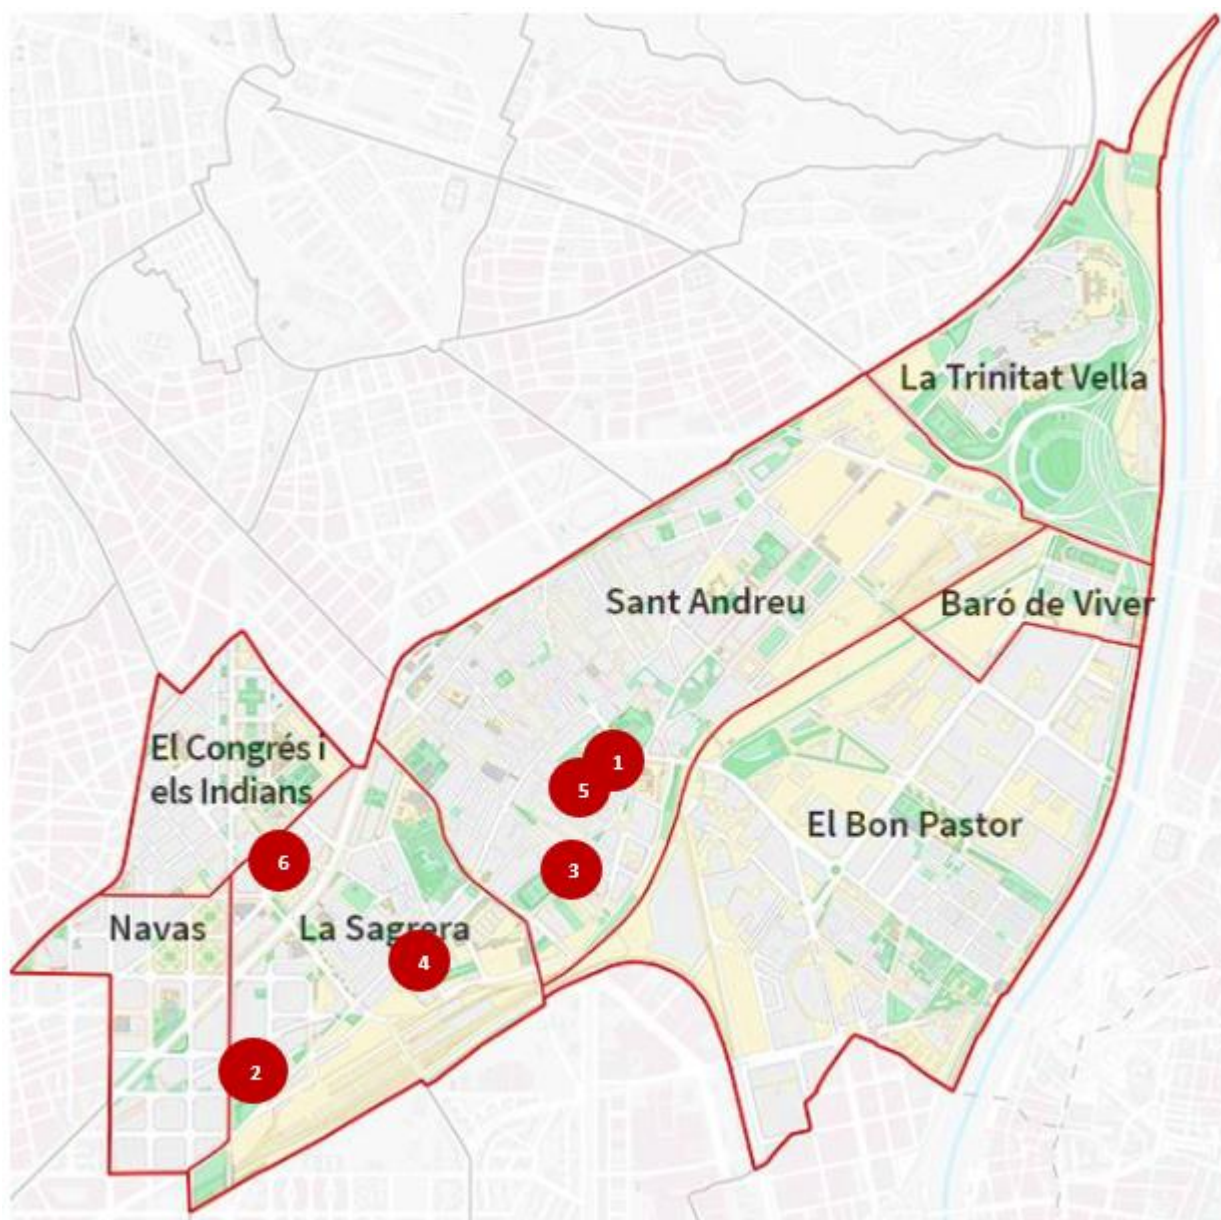 La Trinitat Vella
Sant Andreu
Baró de Viver
El Congrés i
els Indians
1
5
El Bon Pastor
6
3
Navas
La Sagrera
4
2